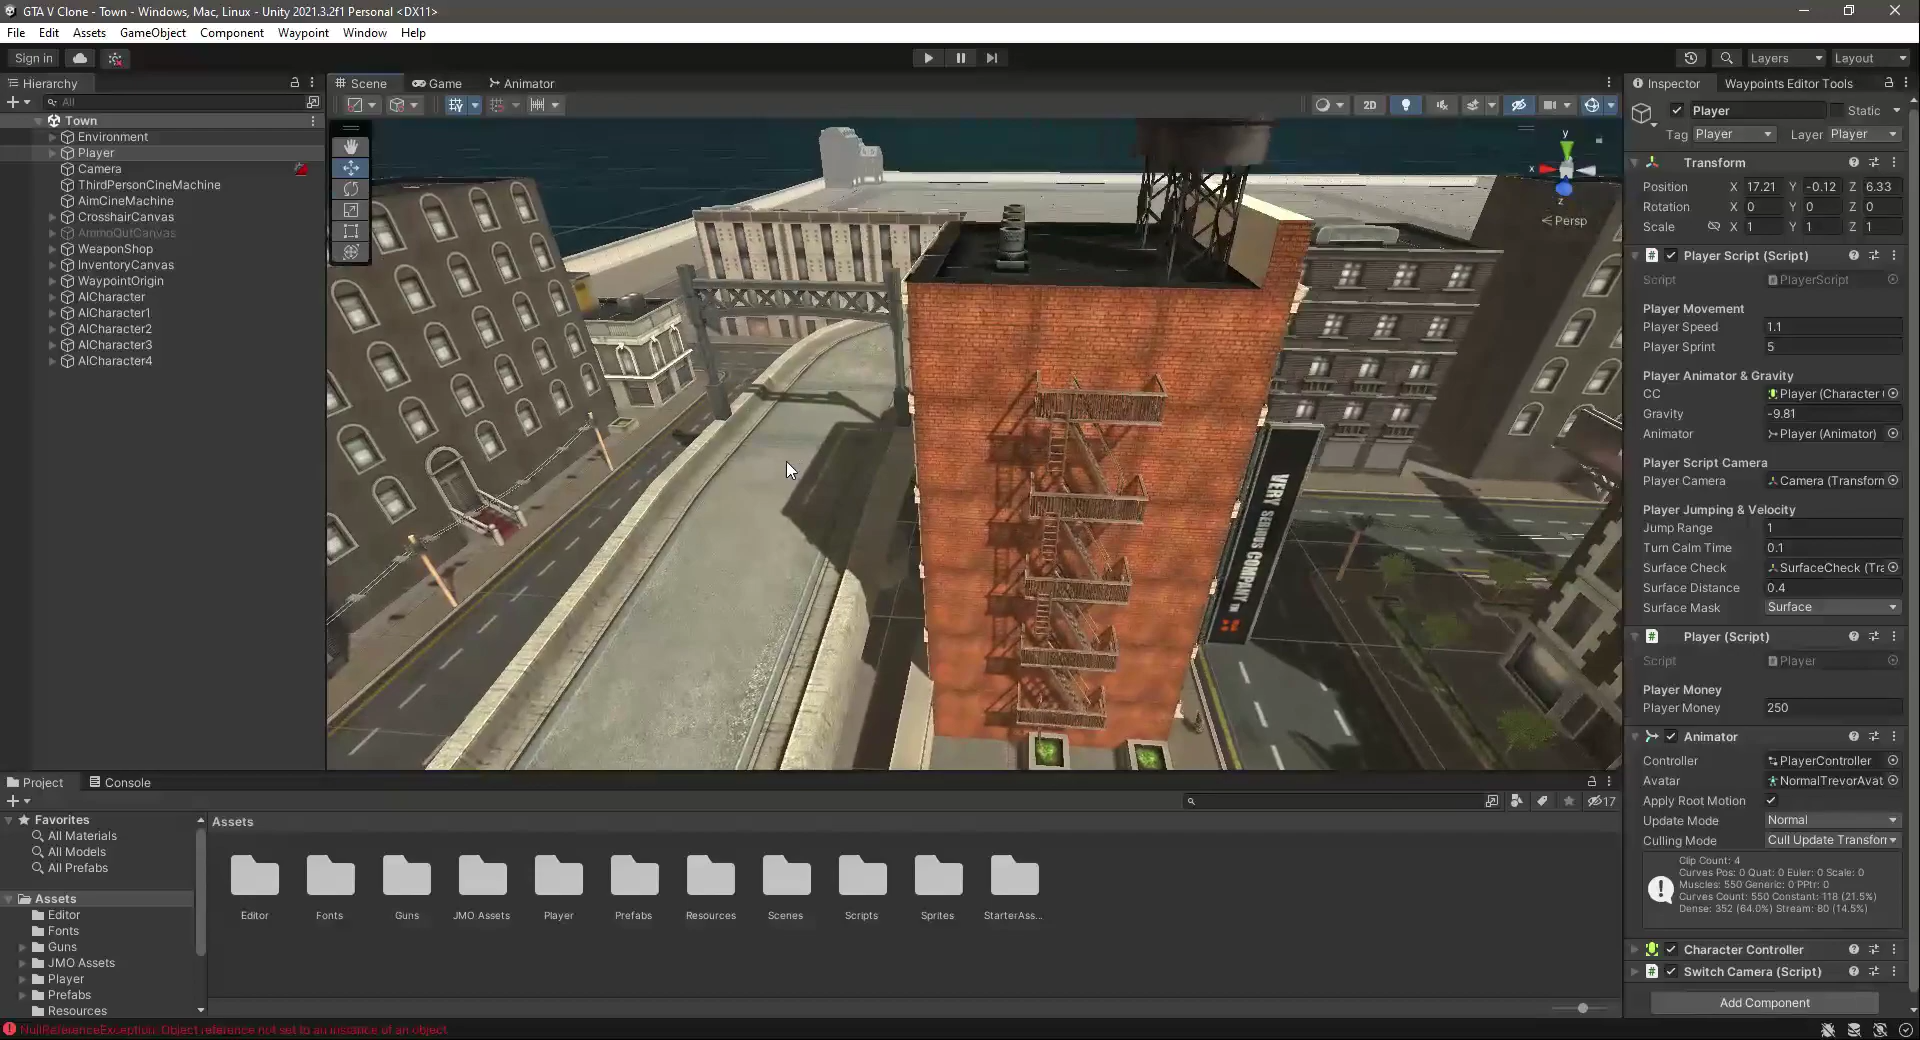 GTA V Clone - Town - Windows, Mac, Linux - Unity 2021.3.2f1 Personal <DX11>
File Edit Assets GameObject Component Waypoint Window Help
Sign in
Layers Layout
Hierarchy
All
Town
Environment
Player
Camera
ThirdPersonCineMachine
AimCineMachine
CrosshairCanvas
AmmoOutCanvas
WeaponShop
InventoryCanvas
WaypointOrigin
AICharacter
AICharacter1
AICharacter2
AICharacter3
AICharacter4
Scene Game Animator
2D
y
x
z
Persp
VERY SERIOUS COMPANY TM
Inspector Waypoints Editor Tools
Player Static
Tag Player Layer Player
Transform
Position X 17.21 Y -0.12 Z 6.33
Rotation X 0 Y 0 Z 0
Scale X 1 Y 1 Z 1
Player Script (Script)
Script PlayerScript
Player Movement
Player Speed 1.1
Player Sprint 5
Player Animator & Gravity
CC Player (Character
Gravity -9.81
Animator Player (Animator)
Player Script Camera
Player Camera Camera (Transform
Player Jumping & Velocity
Jump Range 1
Turn Calm Time 0.1
Surface Check SurfaceCheck (Tra
Surface Distance 0.4
Surface Mask Surface
Player (Script)
Script Player
Player Money
Player Money 250
Animator
Controller PlayerController
Avatar NormalTrevorAvat
Apply Root Motion
Update Mode Normal
Culling Mode Cull Update Transform
Clip Count: 4
Curves Pos: 0 Quat: 0 Euler: 0 Scale: 0
Muscles: 550 Generic: 0 PPtr: 0
Curves Count: 550 Constant: 118 (21.5%)
Dense: 352 (64.0%) Stream: 80 (14.5%)
Character Controller
Switch Camera (Script)
Add Component
Project Console
17
Favorites
All Materials
All Models
All Prefabs
Assets
Editor
Fonts
Guns
JMO Assets
Player
Prefabs
Resources
Assets
Editor Fonts Guns JMO Assets Player Prefabs Resources Scenes Scripts Sprites StarterAss...
NullReferenceException: Object reference not set to an instance of an object